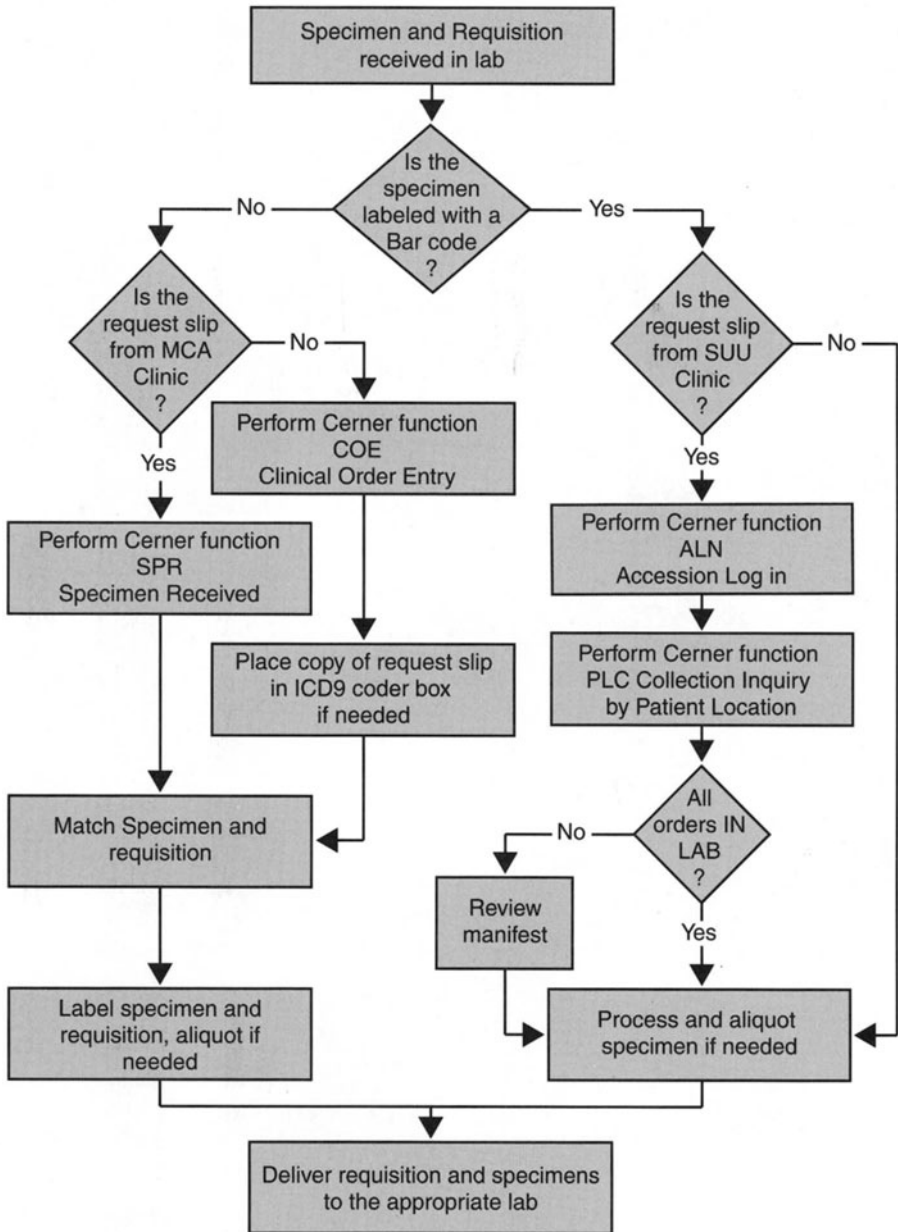 Specimen and Requisition
received in lab
Is the
specimen
labeled with a
Bar code
?
No
Yes
Is the
request slip
from MCA
Clinic
?
No
Yes
Perform Cerner function
COE
Clinical Order Entry
Perform Cerner function
SPR
Specimen Received
Place copy of request slip
in ICD9 coder box
if needed
Match Specimen and
requisition
Label specimen and
requisition, aliquot if
needed
Is the
request slip
from SUU
Clinic
?
No
Yes
Perform Cerner function
ALN
Accession Log in
Perform Cerner function
PLC Collection Inquiry
by Patient Location
All
orders IN
LAB
?
No
Yes
Review
manifest
Process and aliquot
specimen if needed
Deliver requisition and specimens
to the appropriate lab